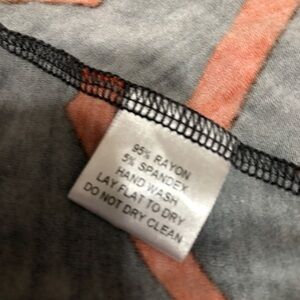 95% RAYON
5% SPANDEX
HAND WASH
LAY FLAT TO DRY
DO NOT DRY CLEAN